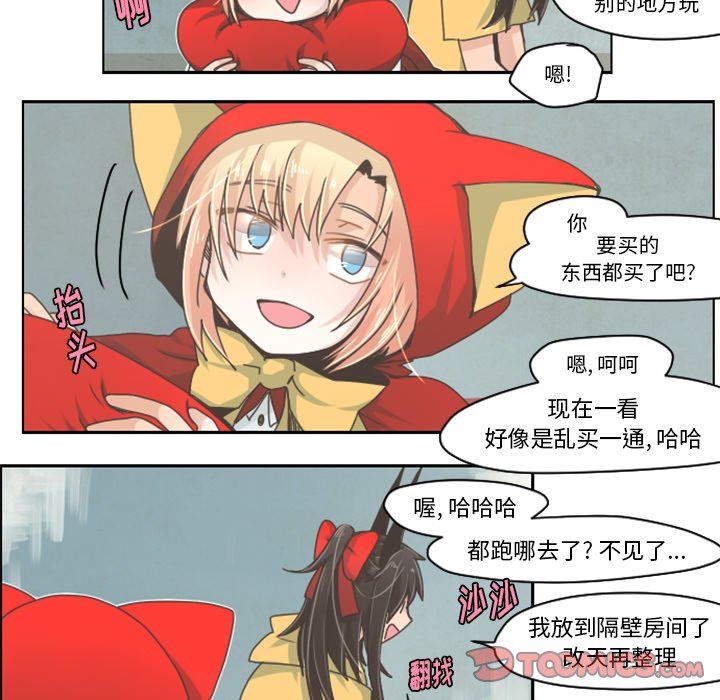 别的地方玩
啊
嗯!
你
要买的
东西都买了吧?
抬头
嗯, 呵呵
现在一看
好像是乱买一通, 哈哈
喔, 哈哈哈
都跑哪去了? 不见了...
沙沙
我放到隔壁房间了
改天再整理
翻找
TOOMICS.COM